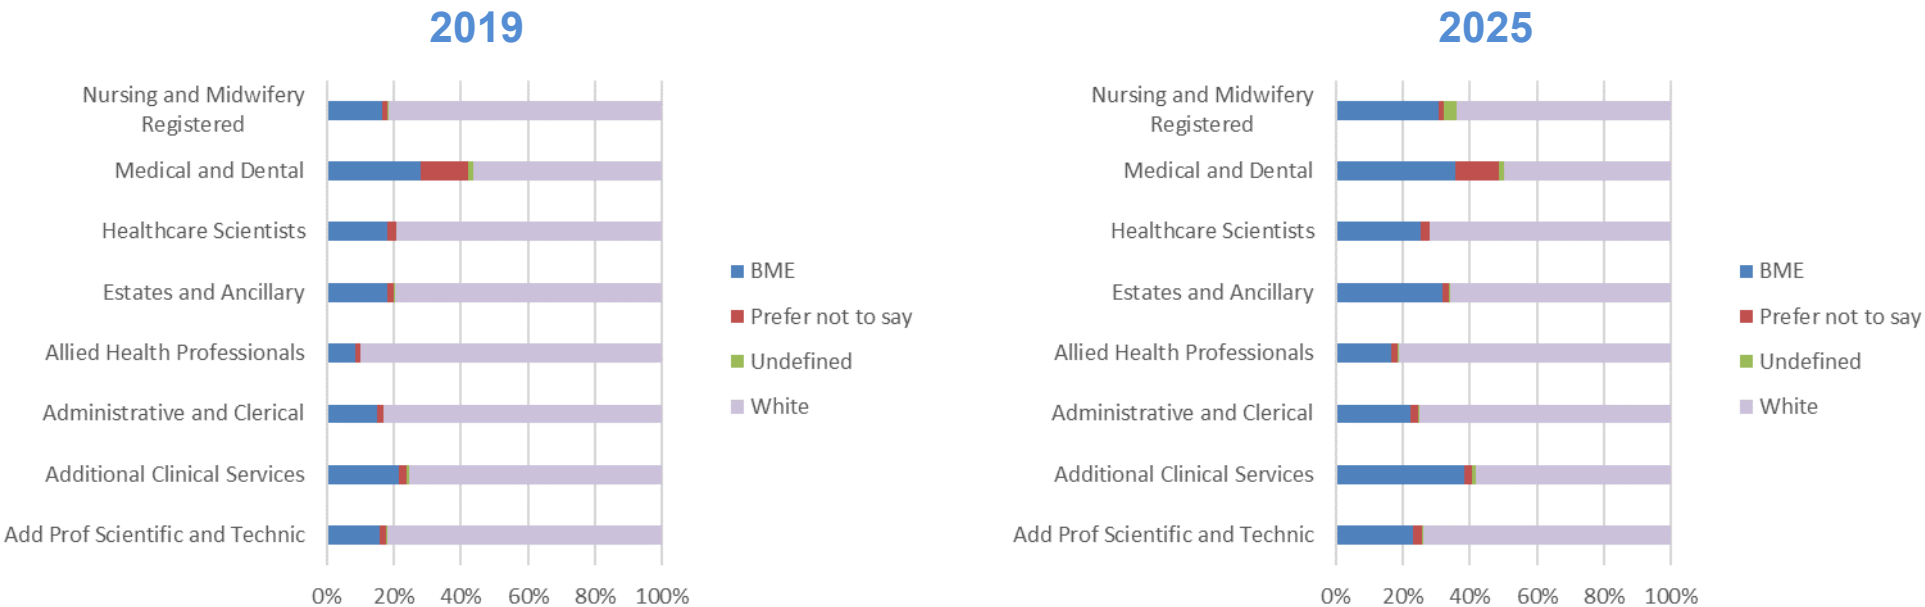 2019
Nursing and Midwifery
Registered
Medical and Dental
Healthcare Scientists
Estates and Ancillary
Allied Health Professionals
Administrative and Clerical
Additional Clinical Services
Add Prof Scientific and Technic
0% 20% 40% 60% 80% 100%
BME
Prefer not to say
Undefined
White
2025
Nursing and Midwifery
Registered
Medical and Dental
Healthcare Scientists
Estates and Ancillary
Allied Health Professionals
Administrative and Clerical
Additional Clinical Services
Add Prof Scientific and Technic
0% 20% 40% 60% 80% 100%
BME
Prefer not to say
Undefined
White